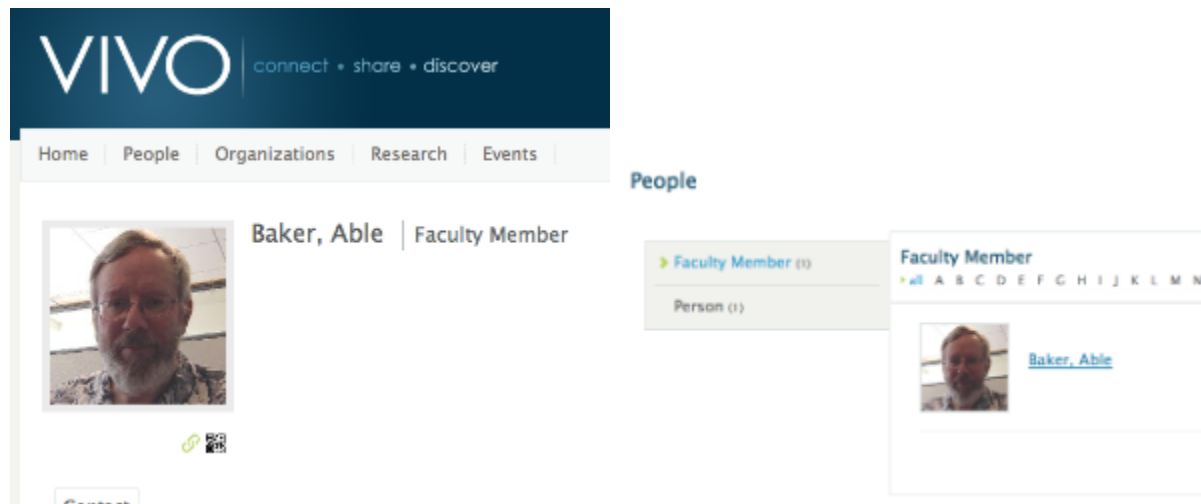 VIVO connect • share • discover
Home People Organizations Research Events
Baker, Able | Faculty Member
Contact
People
Faculty Member (1)
Person (1)
Faculty Member
all A B C D E F G H I J K L M N
Baker, Able